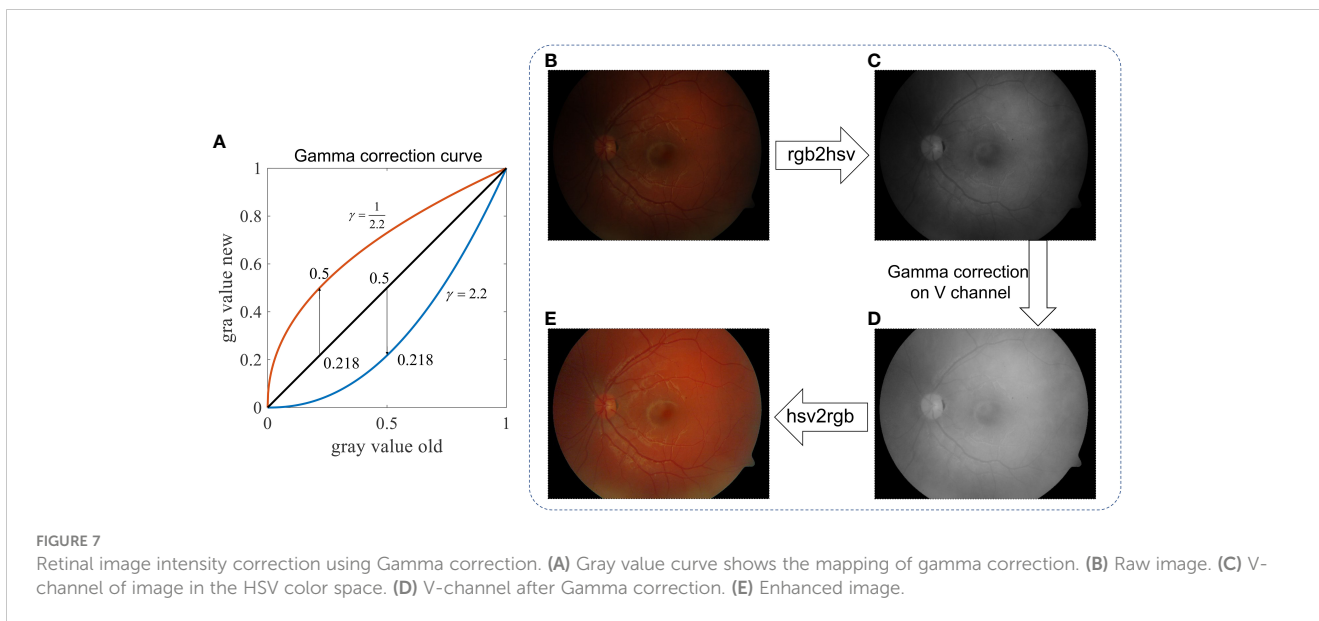 A
Gamma correction curve
1
0.8
0.6
0.4
0.2
0
γ = 1/2.2
0.5
0.5
γ = 2.2
0.218
0.218
0
0.5
1
gra value new
gray value old
B
rgb2hsv
C
Gamma correction
on V channel
D
hsv2rgb
E
FIGURE 7
Retinal image intensity correction using Gamma correction. (A) Gray value curve shows the mapping of gamma correction. (B) Raw image. (C) V-
channel of image in the HSV color space. (D) V-channel after Gamma correction. (E) Enhanced image.